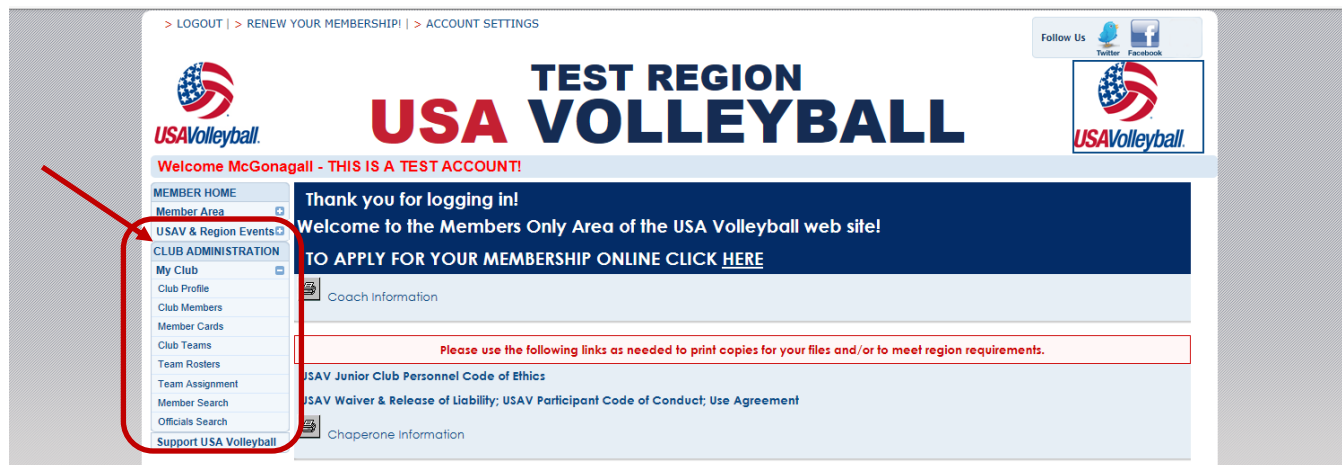 > LOGOUT | > RENEW YOUR MEMBERSHIP! | > ACCOUNT SETTINGS
Follow Us
Twitter Facebook
TEST REGION
USA VOLLEYBALL
USAVolleyball.
USAVolleyball.
Welcome McGonagall - THIS IS A TEST ACCOUNT!
MEMBER HOME
Member Area
USAV & Region Events
CLUB ADMINISTRATION
My Club
Club Profile
Club Members
Member Cards
Club Teams
Team Rosters
Team Assignment
Member Search
Officials Search
Support USA Volleyball
Thank you for logging in!
Welcome to the Members Only Area of the USA Volleyball web site!
TO APPLY FOR YOUR MEMBERSHIP ONLINE CLICK HERE
Coach Information
Please use the following links as needed to print copies for your files and/or to meet region requirements.
USAV Junior Club Personnel Code of Ethics
USAV Waiver & Release of Liability; USAV Participant Code of Conduct; Use Agreement
Chaperone Information